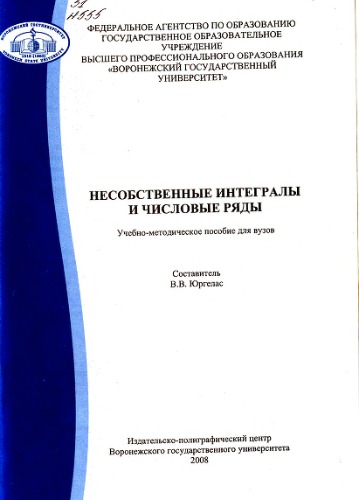 ФЕДЕРАЛЬНОЕ АГЕНТСТВО ПО ОБРАЗОВАНИЮ
ГОСУДАРСТВЕННОЕ ОБРАЗОВАТЕЛЬНОЕ
УЧРЕЖДЕНИЕ
ВЫСШЕГО ПРОФЕССИОНАЛЬНОГО ОБРАЗОВАНИЯ
«ВОРОНЕЖСКИЙ ГОСУДАРСТВЕННЫЙ
УНИВЕРСИТЕТ»
НЕСОБСТВЕННЫЕ ИНТЕГРАЛЫ
И ЧИСЛОВЫЕ РЯДЫ
Учебно-методическое пособие для вузов
Составитель
В.В. Юргелас
Издательско-полиграфический центр
Воронежского государственного университета
2008